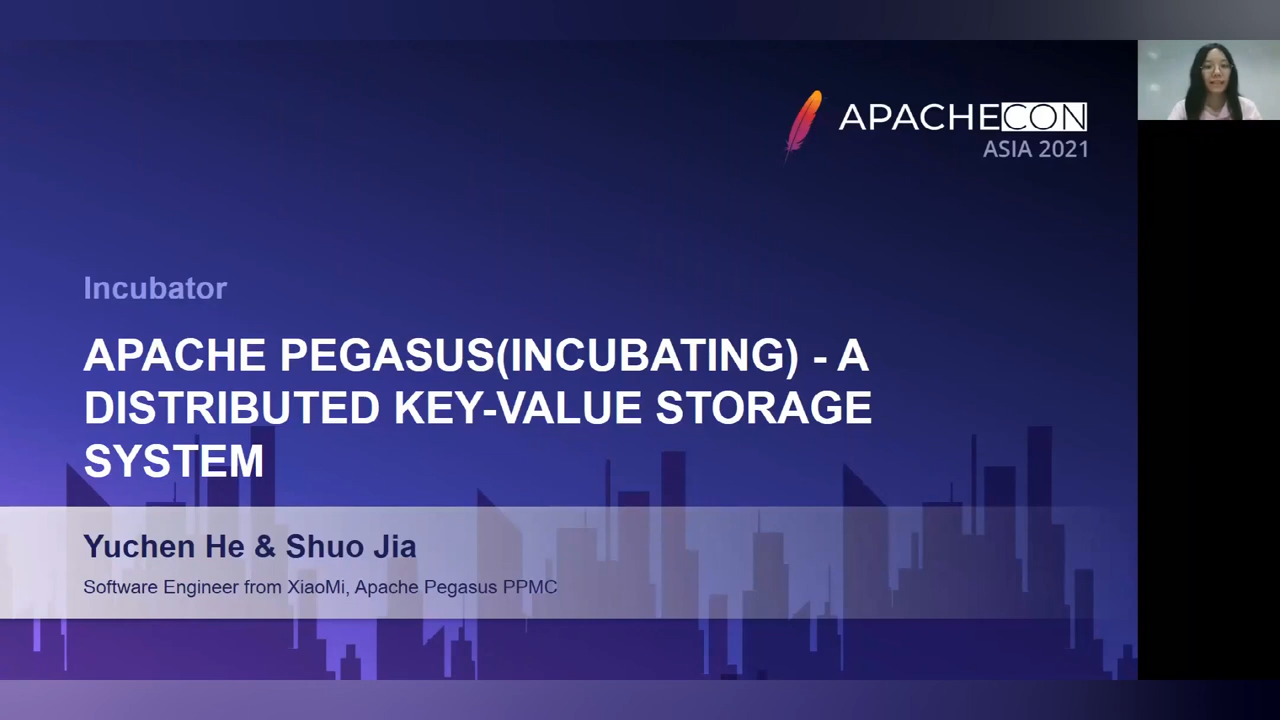 APACHECON
ASIA 2021
Incubator
APACHE PEGASUS(INCUBATING) - A
DISTRIBUTED KEY-VALUE STORAGE
SYSTEM
Yuchen He & Shuo Jia
Software Engineer from XiaoMi, Apache Pegasus PPMC